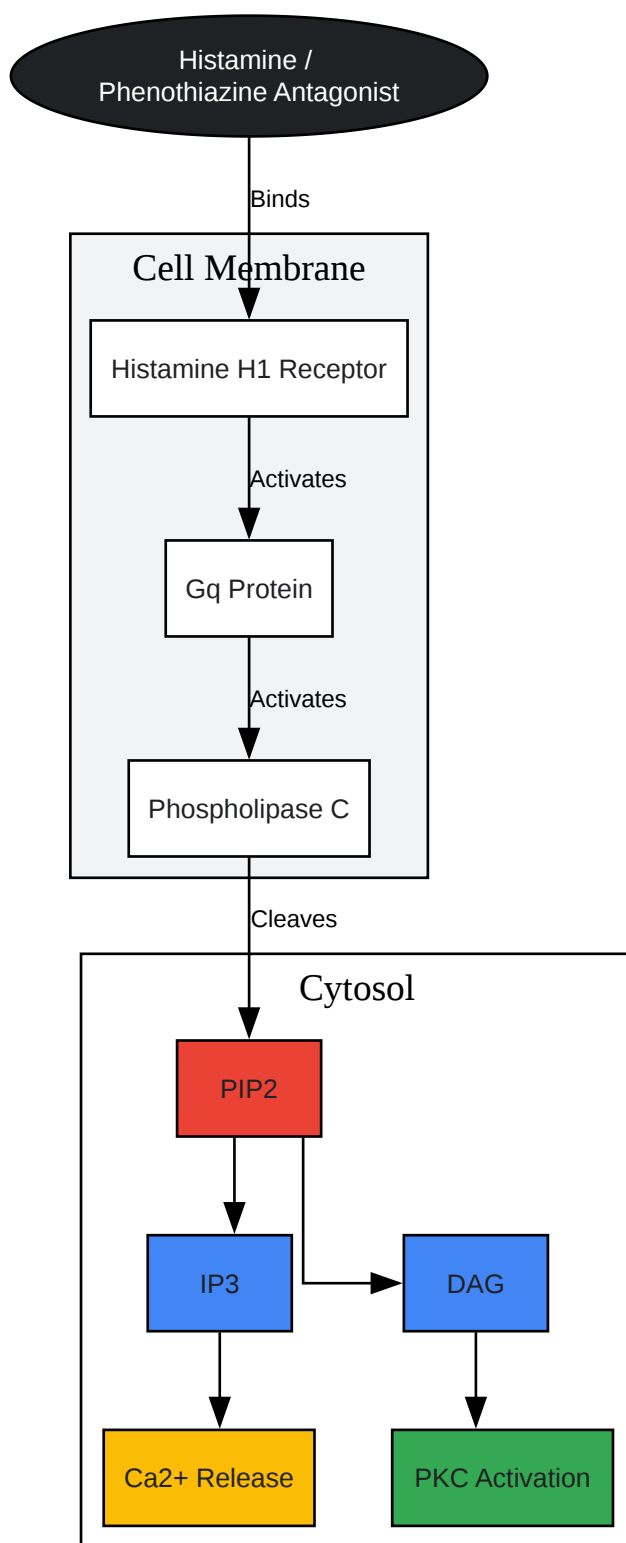 Histamine /
Phenothiazine Antagonist
Binds
Cell Membrane
Histamine H1 Receptor
Activates
Gq Protein
Activates
Phospholipase C
Cleaves
Cytosol
PIP2
IP3
DAG
Ca2+ Release
PKC Activation